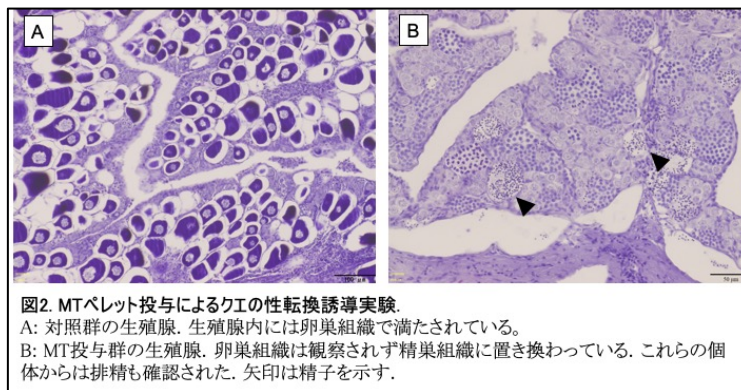 A
B
100 μm
50 μm
図2. MTペレット投与によるクエの性転換誘導実験.
A: 対照群の生殖腺. 生殖腺内には卵巣組織で満たされている。
B: MT投与群の生殖腺. 卵巣組織は観察されず精巣組織に置き換わっている. これらの個
体からは排精も確認された. 矢印は精子を示す.